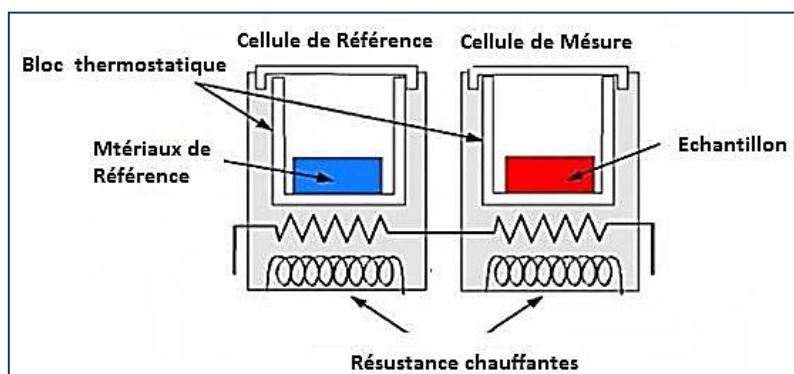 Cellule de Référence
Cellule de Mésure
Bloc thermostatique
Mtériaux de
Référence
Echantillon
Résustance chauffantes